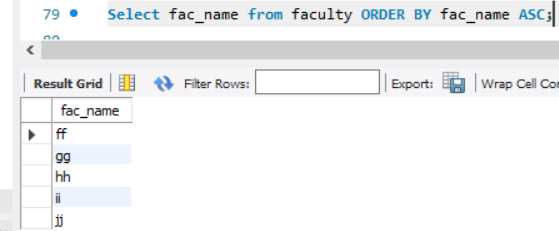 79 Select fac_name from faculty ORDER BY fac_name ASC;
Result Grid Filter Rows: Export: Wrap Cell Con
fac_name
ff
gg
hh
ii
jj